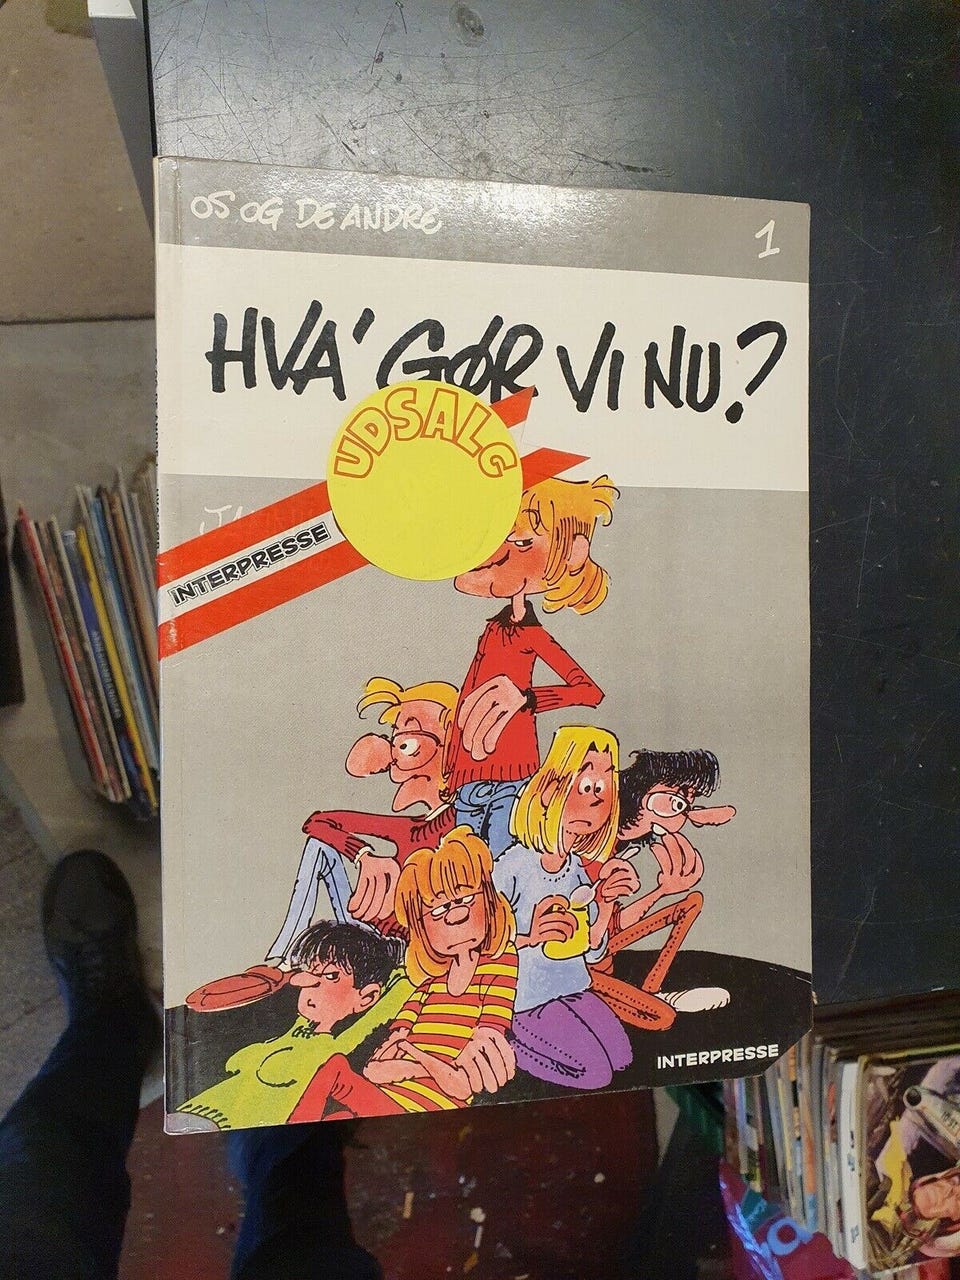 OS OG DE ANDRE
1
HVA' GØR VI NU?
UDSALG
INTERPRESSE
INTERPRESSE